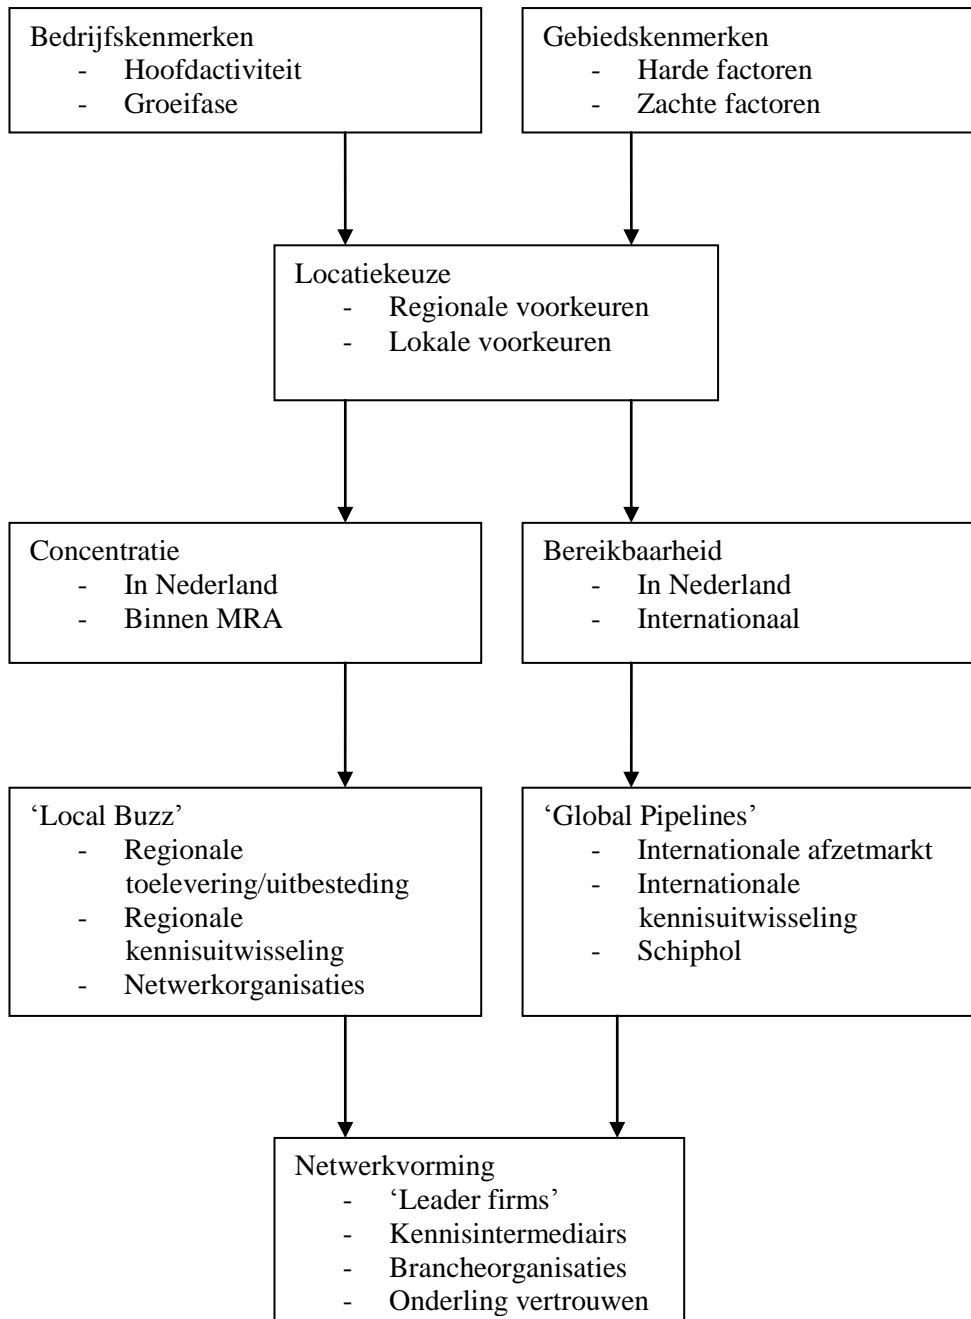 Bedrijfskenmerken
- Hoofdactiviteit
- Groeifase
Gebiedskenmerken
- Harde factoren
- Zachte factoren
Locatiekeuze
- Regionale voorkeuren
- Lokale voorkeuren
Concentratie
- In Nederland
- Binnen MRA
Bereikbaarheid
- In Nederland
- Internationaal
‘Local Buzz’
- Regionale
toelevering/uitbesteding
- Regionale
kennisuitwisseling
- Netwerkorganisaties
‘Global Pipelines’
- Internationale afzetmarkt
- Internationale
kennisuitwisseling
- Schiphol
Netwerkvorming
- ‘Leader firms’
- Kennisintermediairs
- Brancheorganisaties
- Onderling vertrouwen